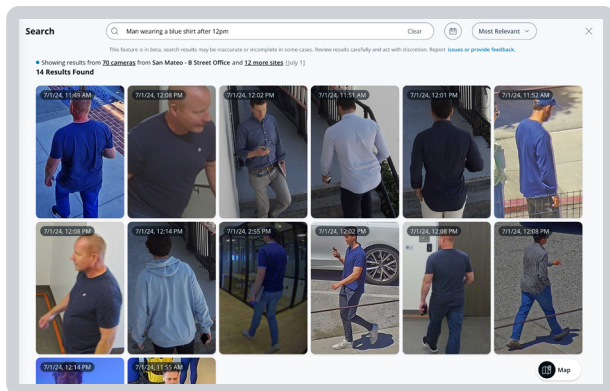 Search
Man wearing a blue shirt after 12pm
Clear
Most Relevant
This feature is in beta, search results may be inaccurate or incomplete in some cases. Review results carefully and act with discretion. Report issues or provide feedback.
Showing results from 70 cameras from San Mateo - B Street Office and 12 more sites (July 1)
14 Results Found
7/1/24, 11:49 AM
7/1/24, 12:08 PM
7/1/24, 12:02 PM
7/1/24, 11:51 AM
7/1/24, 12:01 PM
7/1/24, 11:52 AM
7/1/24, 12:08 PM
7/1/24, 12:14 PM
7/1/24, 2:55 PM
7/1/24, 12:02 PM
7/1/24, 12:08 PM
7/1/24, 12:08 PM
7/1/24, 12:14 PM
7/1/24, 11:55 AM
Map